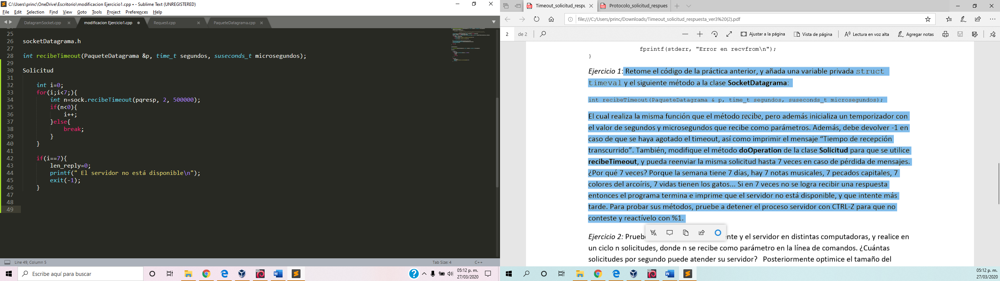 C:\Users\princ\OneDrive\Escritorio\modificacion Ejercicio1.cpp • - Sublime Text (UNREGISTERED)
File Edit Selection Find View Goto Tools Project Preferences Help
DatagramSocket.cpp modificacion Ejercicio1.cpp Request.cpp PaqueteDatagrama.cpp
25
26 socketDatagrama.h
27
28 int recibeTimeout(PaqueteDatagrama &p, time_t segundos, suseconds_t microsegundos);
29
30 Solicitud
31
32 int i=0;
33 for(i;i<7;){
34 int n=sock.recibeTimeout(pqresp, 2, 500000);
35 if(n<0){
36 i++;
37 }else{
38 break;
39 }
40 }
41
42 if(i==7){
43 len_reply=0;
44 printf(" El servidor no está disponible\n");
45 exit(-1);
46 }
47
48
49
Line 49, Column 5 Tab Size: 4 C++
Escribe aquí para buscar
05:12 p. m.
27/03/2020
Timeout_solicitud_respu Protocolo_solicitud_respues
file:///C:/Users/princ/Downloads/Timeout_solicitud_respuesta_ver3%20(2).pdf
2 de 2 Ajustar a la página Vista de página Lectura en voz alta Agregar notas
fprintf(stderr, "Error en recvfrom\n");
}
Ejercicio 1: Retome el código de la práctica anterior, y añada una variable privada struct
timeval y el siguiente método a la clase SocketDatagrama:
int recibeTimeout(PaqueteDatagrama & p, time_t segundos, suseconds_t microsegundos);
El cual realiza la misma función que el método recibe, pero además inicializa un temporizador con
el valor de segundos y microsegundos que recibe como parámetros. Además, debe devolver -1 en
caso de que se haya agotado el timeout, así como imprimir el mensaje “Tiempo de recepción
transcurrido”. También, modifique el método doOperation de la clase Solicitud para que se utilice
recibeTimeout, y pueda reenviar la misma solicitud hasta 7 veces en caso de pérdida de mensajes.
¿Por qué 7 veces? Porque la semana tiene 7 días, hay 7 notas musicales, 7 pecados capitales, 7
colores del arcoíris, 7 vidas tienen los gatos... Si en 7 veces no se logra recibir una respuesta
entonces el programa termina e imprime que el servidor no está disponible, y que intente más
tarde. Para probar sus métodos, pruebe a detener el proceso servidor con CTRL-Z para que no
conteste y reactívelo con %1.
Ejercicio 2: Prueb nte y el servidor en distintas computadoras, y realice en
un ciclo n solicitudes, donde n se recibe como parámetro en la línea de comandos. ¿Cuántas
solicitudes por segundo puede atender su servidor? Posteriormente optimice el tamaño del
05:12 p. m.
27/03/2020